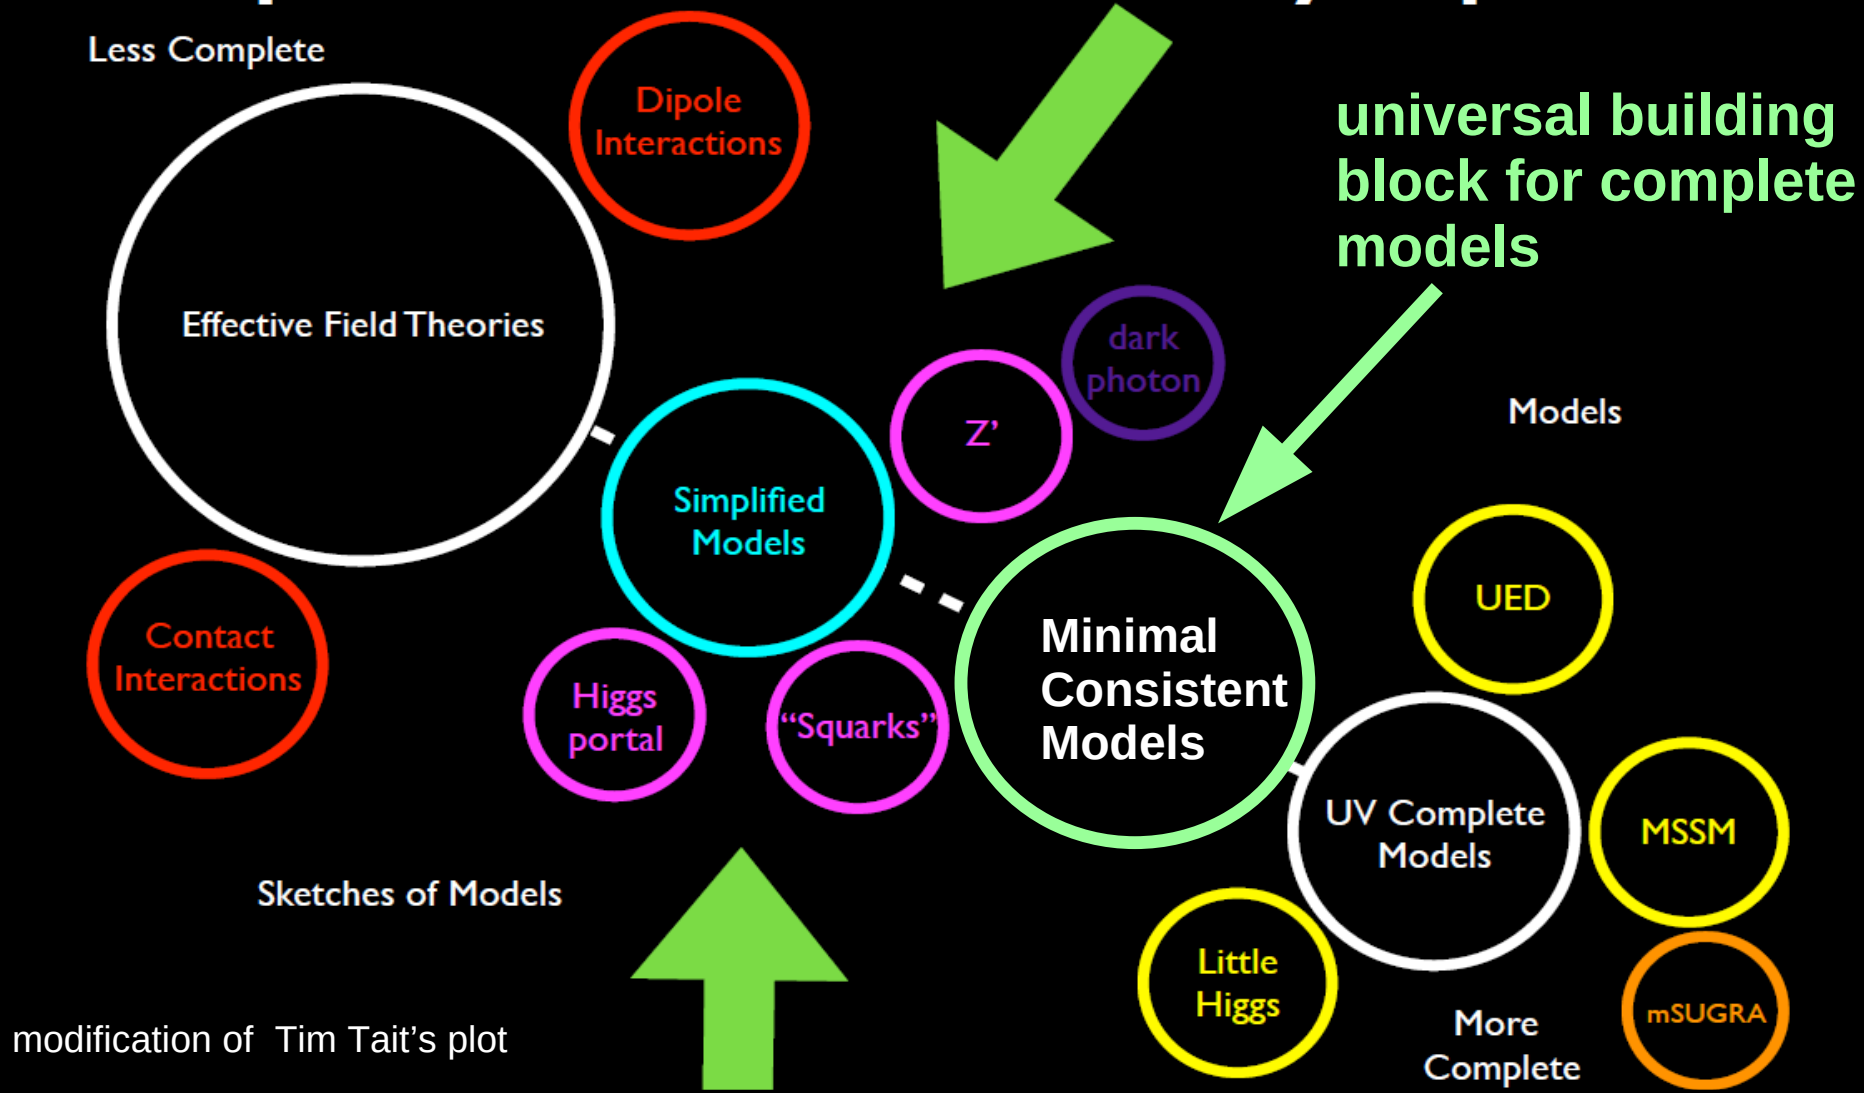 Less Complete
Dipole
Interactions
universal building
block for complete
models
Effective Field Theories
dark
photon
Z’
Models
Simplified
Models
UED
Contact
Interactions
Minimal
Consistent
Models
Higgs
portal
“Squarks”
UV Complete
Models
MSSM
Sketches of Models
Little
Higgs
mSUGRA
More
Complete
modification of Tim Tait’s plot